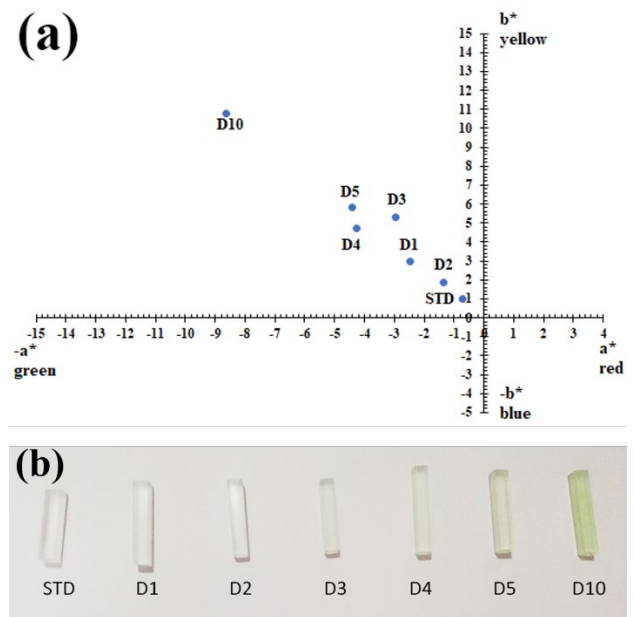 (a)
b*
yellow
15
14
13
12
11
10
9
8
7
6
5
4
3
2
1
0
-1
-2
-3
-4
-5
D10
D5
D3
D4
D1
D2
STD
-15 -14 -13 -12 -11 -10 -9 -8 -7 -6 -5 -4 -3 -2 -1 0 1 2 3 4
-a*
green
a*
red
-b*
blue
(b)
STD D1 D2 D3 D4 D5 D10